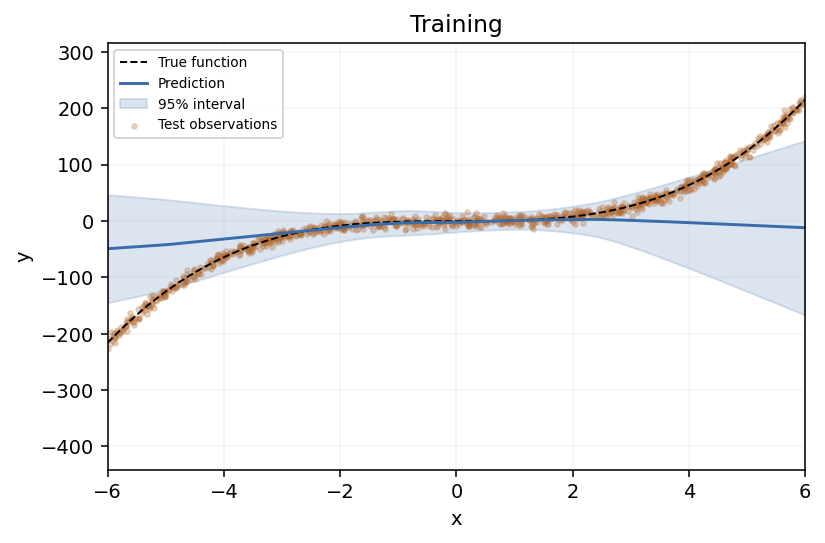 Training
300
200
100
0
−100
−200
−300
−400
y
True function
Prediction
95% interval
Test observations
−6
−4
−2
0
2
4
6
x